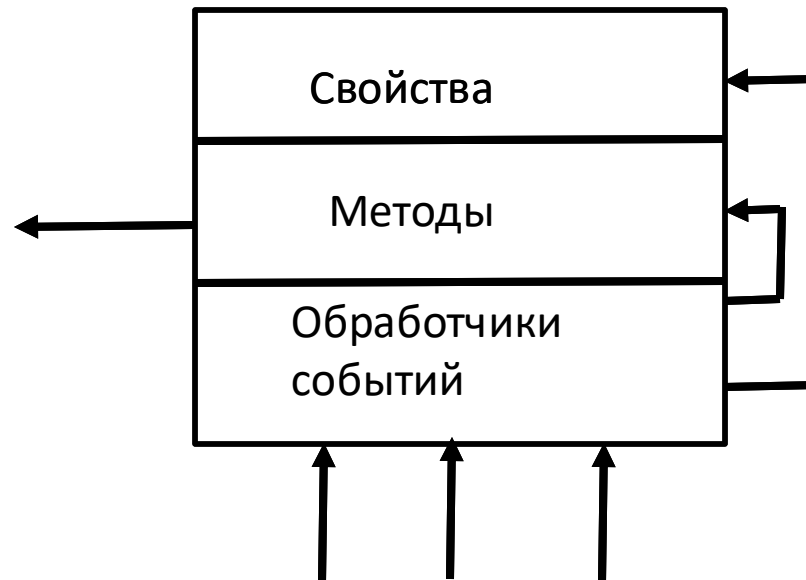 Свойства
Методы
Обработчики
событий